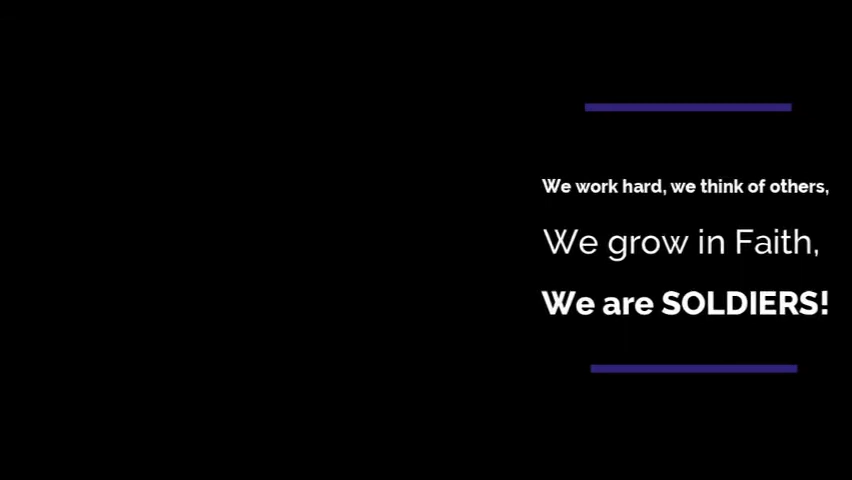 We work hard, we think of others,
We grow in Faith,
We are SOLDIERS!